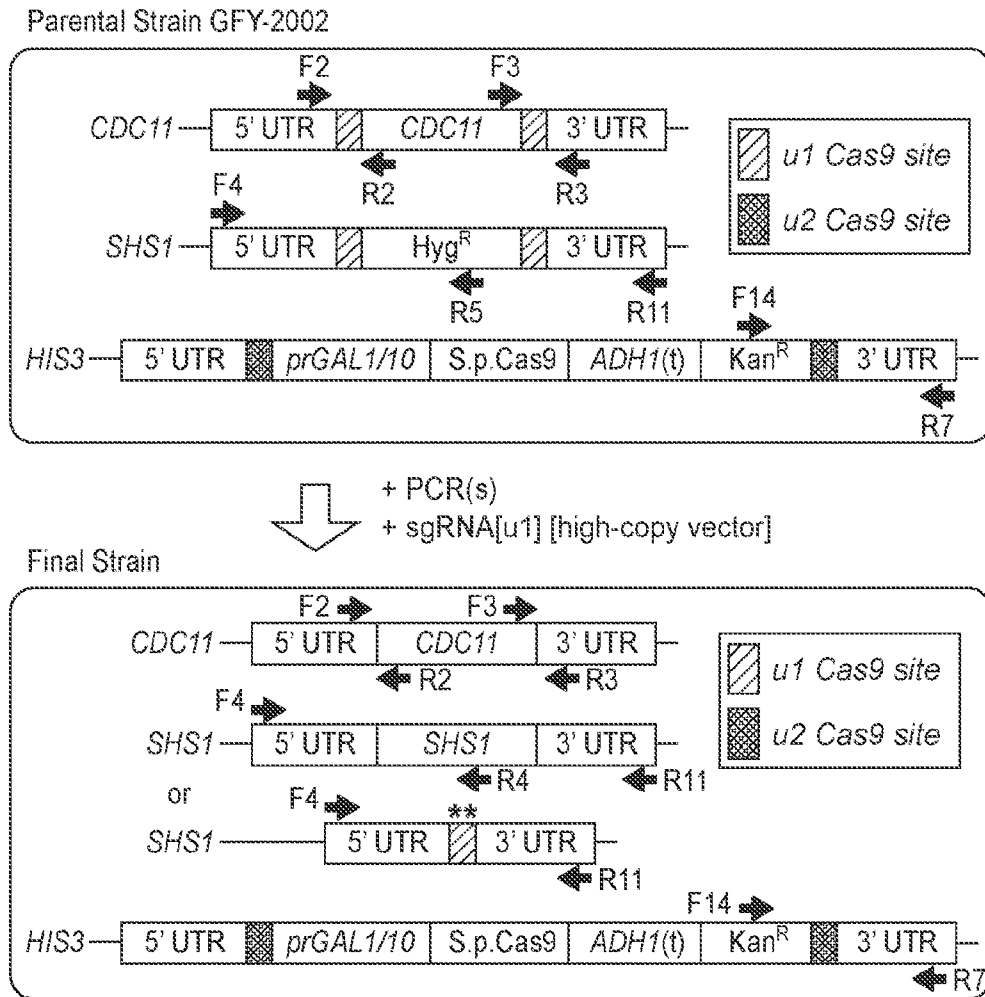 Parental Strain GFY-2002
F2
F3
CDC11
5' UTR
CDC11
3' UTR
R2
R3
F4
SHS1
5' UTR
Hyg^R
3' UTR
R5
R11
u1 Cas9 site
u2 Cas9 site
F14
HIS3
5' UTR
prGAL1/10
S.p.Cas9
ADH1(t)
Kan^R
3' UTR
R7
+ PCR(s)
+ sgRNA[u1] [high-copy vector]
Final Strain
F2
F3
CDC11
5' UTR
CDC11
3' UTR
R2
R3
F4
SHS1
5' UTR
SHS1
3' UTR
R4
R11
or
F4
**
SHS1
5' UTR
3' UTR
R11
u1 Cas9 site
u2 Cas9 site
F14
HIS3
5' UTR
prGAL1/10
S.p.Cas9
ADH1(t)
Kan^R
3' UTR
R7